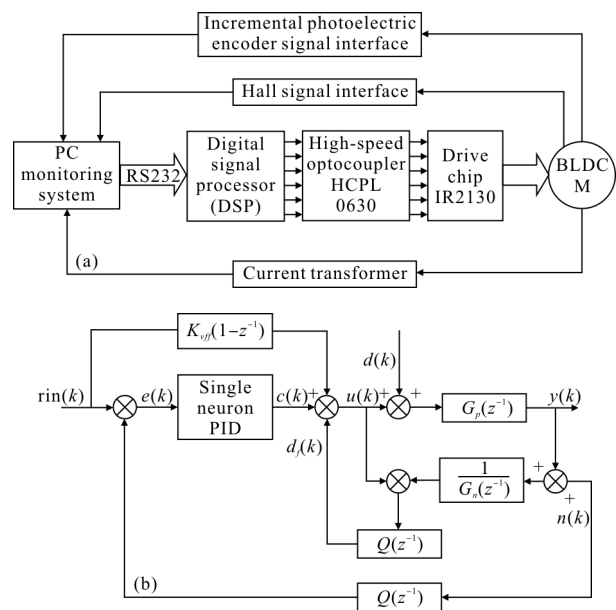 Incremental photoelectric
encoder signal interface
Hall signal interface
PC
monitoring
system
RS232
Digital
signal
processor
(DSP)
High-speed
optocoupler
HCPL
0630
Drive
chip
IR2130
BLDC
M
(a)
Current transformer
K_{vff}(1−z^{−1})
d(k)
rin(k)
e(k)
Single
neuron
PID
c(k)
+
u(k)
+
+
G_p(z^{−1})
y(k)
d_f(k)
1
G_n(z^{−1})
+
+
n(k)
Q(z^{−1})
(b)
Q(z^{−1})